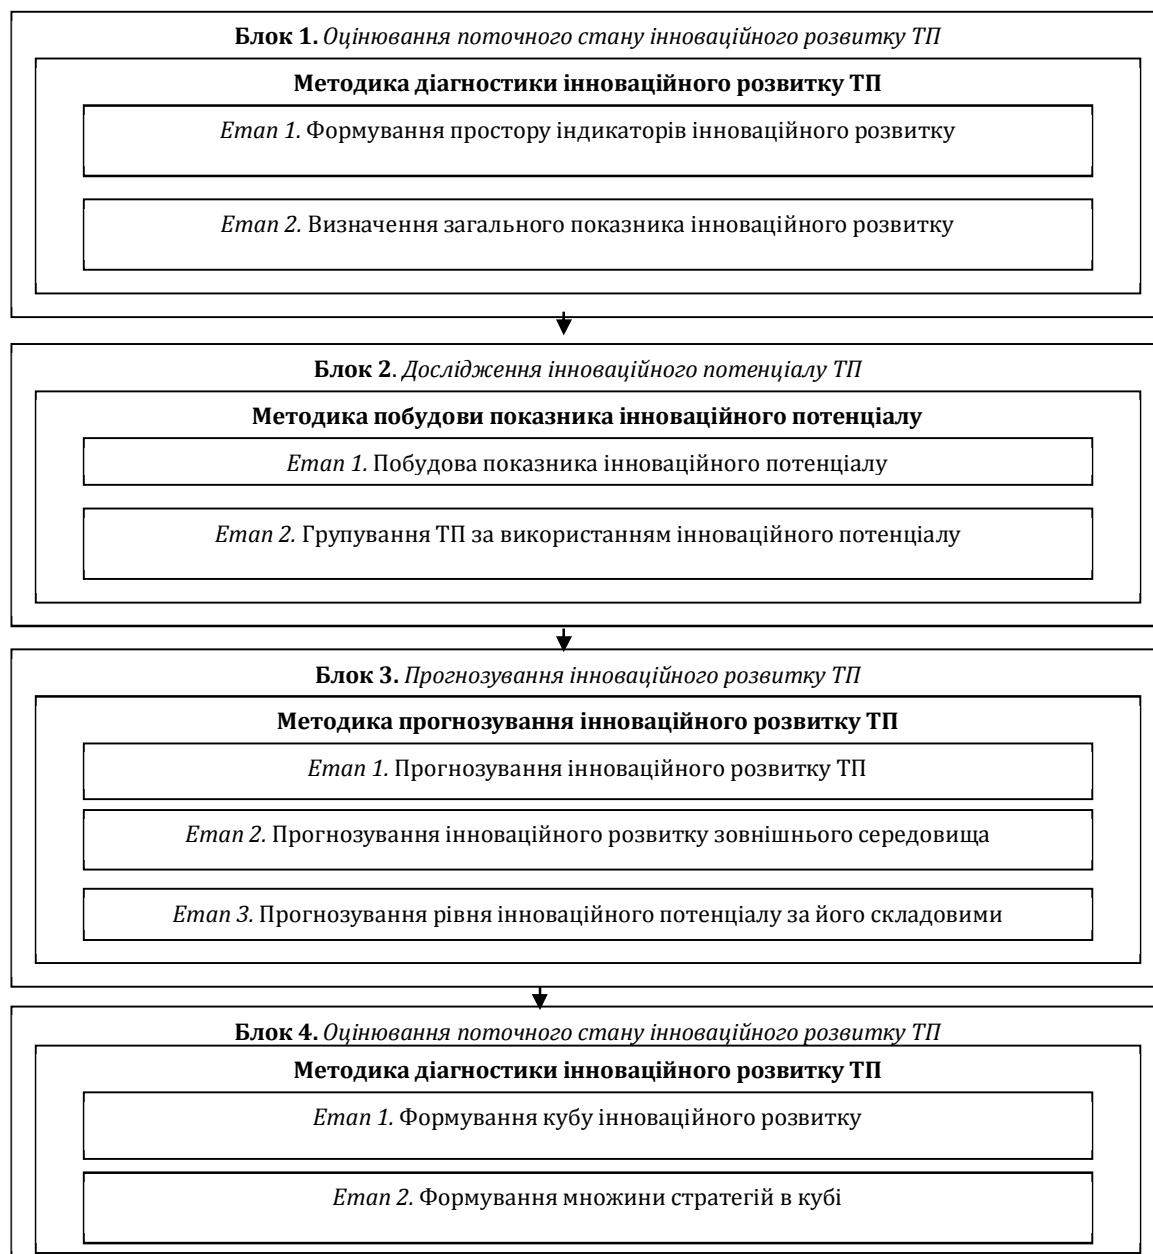 Блок 1. Оцінювання поточного стану інноваційного розвитку ТП
Методика діагностики інноваційного розвитку ТП
Етап 1. Формування простору індикаторів інноваційного розвитку
Етап 2. Визначення загального показника інноваційного розвитку
Блок 2. Дослідження інноваційного потенціалу ТП
Методика побудови показника інноваційного потенціалу
Етап 1. Побудова показника інноваційного потенціалу
Етап 2. Групування ТП за використанням інноваційного потенціалу
Блок 3. Прогнозування інноваційного розвитку ТП
Методика прогнозування інноваційного розвитку ТП
Етап 1. Прогнозування інноваційного розвитку ТП
Етап 2. Прогнозування інноваційного розвитку зовнішнього середовища
Етап 3. Прогнозування рівня інноваційного потенціалу за його складовими
Блок 4. Оцінювання поточного стану інноваційного розвитку ТП
Методика діагностики інноваційного розвитку ТП
Етап 1. Формування кубу інноваційного розвитку
Етап 2. Формування множини стратегій в кубі